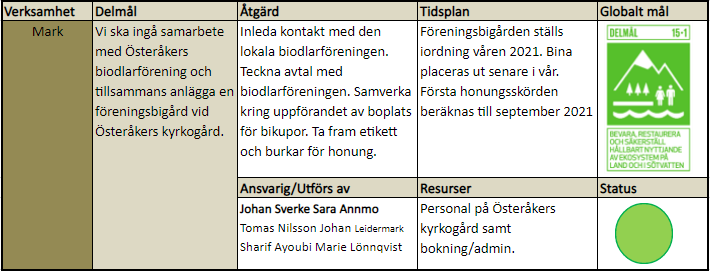 Verksamhet
Mark
Delmål
Vi ska ingå samarbete
med Österåkers
biodlarförening och
tillsammans anlägga en
föreningsbigård vid
Österåkers kyrkogård.
Åtgärd
Inleda kontakt med den
lokala biodlarföreningen.
Teckna avtal med
biodlarföreningen. Samverka
kring uppförandet av boplats
för bikupor. Ta fram etikett
och burkar för honung.
Tidsplan
Föreningsbigården ställs
iordning våren 2021. Bina
placeras ut senare i vår.
Första honungsskörden
beräknas till september 2021
Globalt mål
DELMÅL 15·1
BEVARA, RESTAURERA
OCH SÄKERSTÄLL
HÅLLBART NYTTJANDE
AV EKOSYSTEM PÅ
LAND OCH I SÖTVATTEN
Ansvarig/Utförs av
Johan Sverke Sara Annmo
Tomas Nilsson Johan Leidermark
Sharif Ayoubi Marie Lönnqvist
Resurser
Personal på Österåkers
kyrkogård samt
bokning/admin.
Status